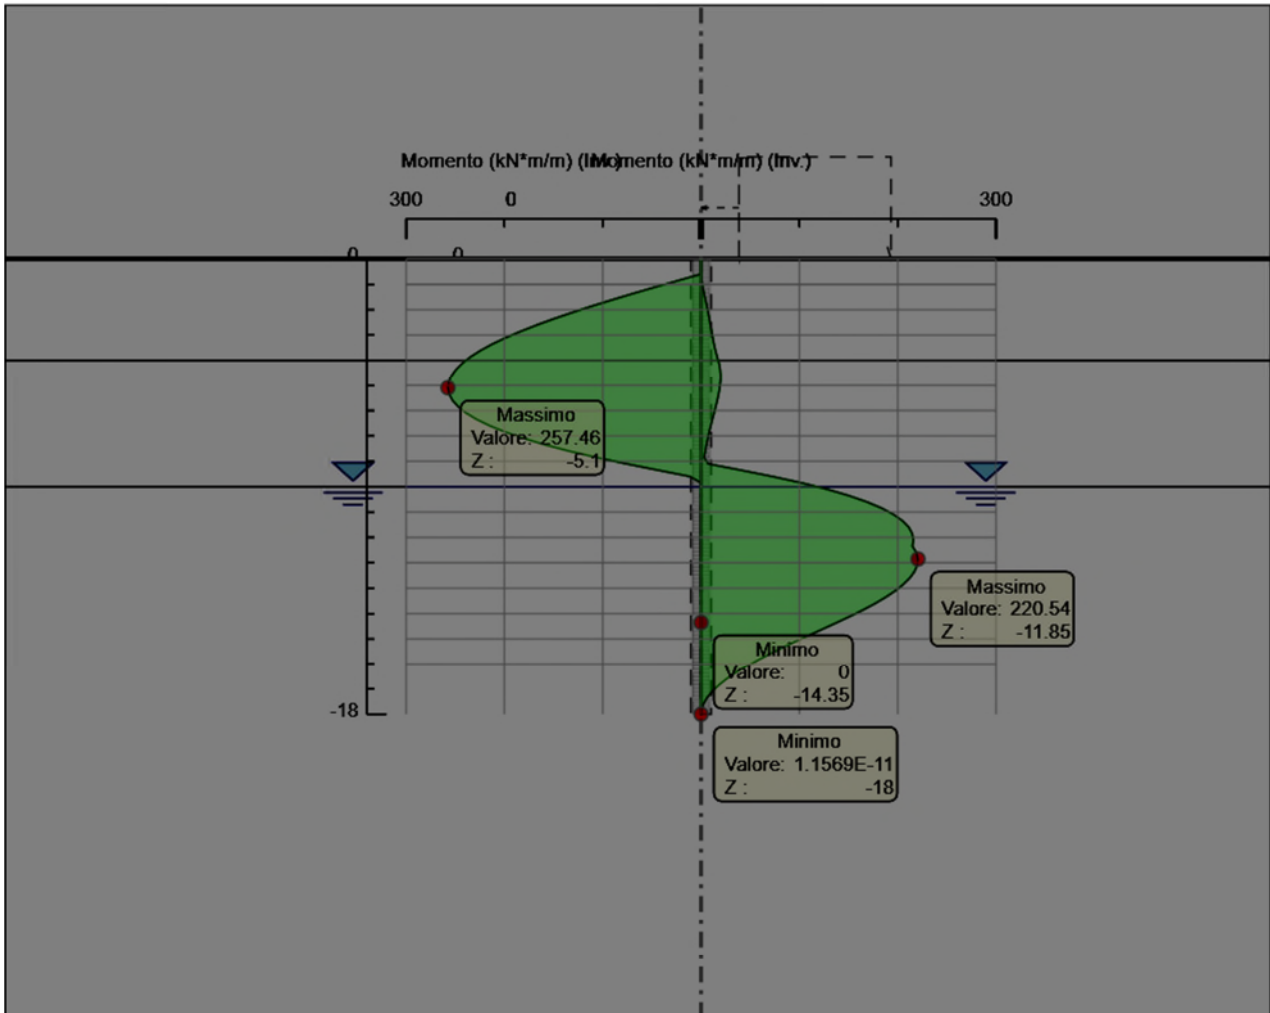 Momento (kN*m/m) (Inv.)
Momento (kN*m/m) (Inv.)
300
0
300
0
0
Massimo
Valore: 257.46
Z : -5.1
Massimo
Valore: 220.54
Z : -11.85
Minimo
Valore: 0
Z : -14.35
-18
Minimo
Valore: 1.1569E-11
Z : -18